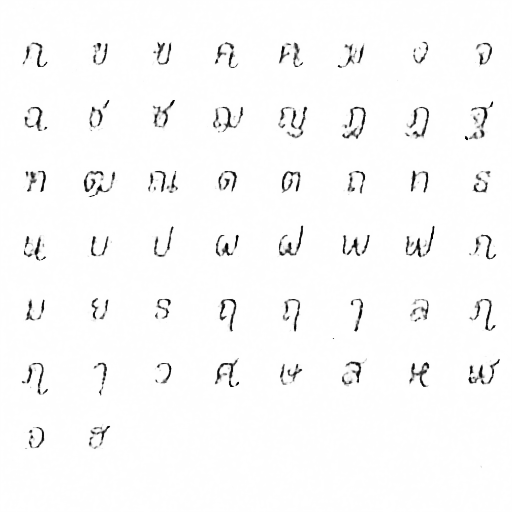 ก ข ฃ ค ฅ ฆ ง จ
ฉ ช ซ ฌ ญ ฎ ฏ ฐ
ฑ ฒ ณ ด ต ถ ท ธ
น บ ป ผ ฝ พ ฟ ภ
ม ย ร ฤ ฤ ๅ ล ฦ
ฦ ๅ ว ศ ษ ส ห ฬ
อ ฮ